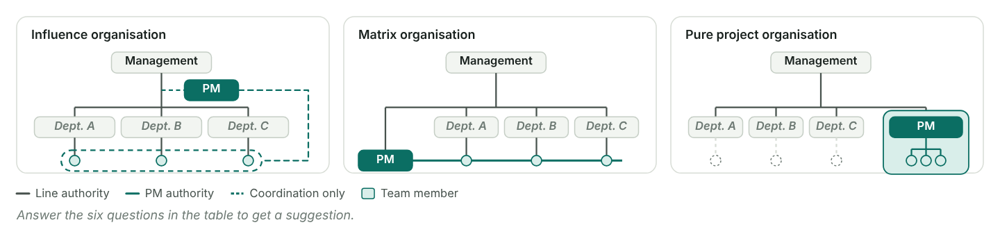 Influence organisation
Management
PM
Dept. A
Dept. B
Dept. C
Matrix organisation
Management
Dept. A
Dept. B
Dept. C
PM
Pure project organisation
Management
Dept. A
Dept. B
Dept. C
PM
Line authority
PM authority
Coordination only
Team member
Answer the six questions in the table to get a suggestion.